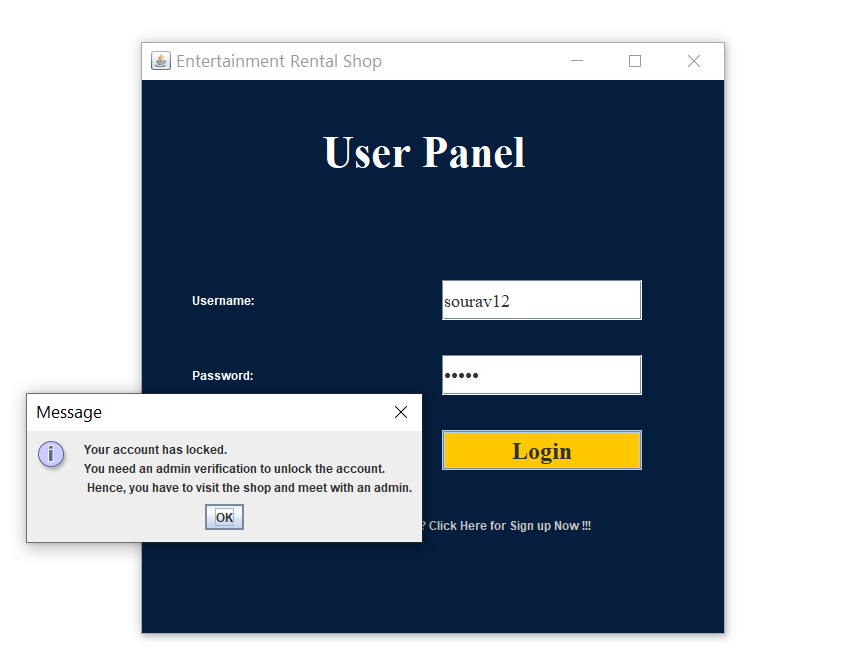 Entertainment Rental Shop
User Panel
Username:
sourav12
Password:
•••••
Message
Your account has locked.
You need an admin verification to unlock the account.
Hence, you have to visit the shop and meet with an admin.
OK
Login
? Click Here for Sign up Now !!!